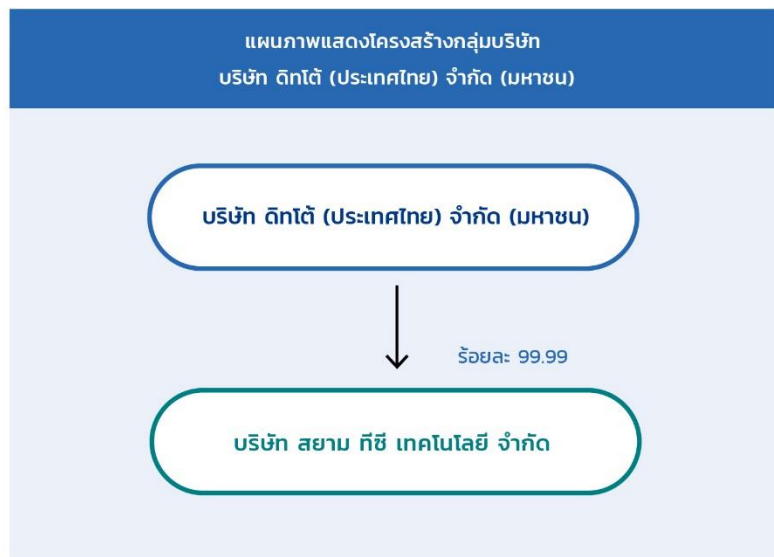 แผนภาพแสดงโครงสร้างกลุ่มบริษัท
บริษัท ดิทโต้ (ประเทศไทย) จำกัด (มหาชน)
บริษัท ดิทโต้ (ประเทศไทย) จำกัด (มหาชน)
ร้อยละ 99.99
บริษัท สยาม ทีซี เทคโนโลยี จำกัด